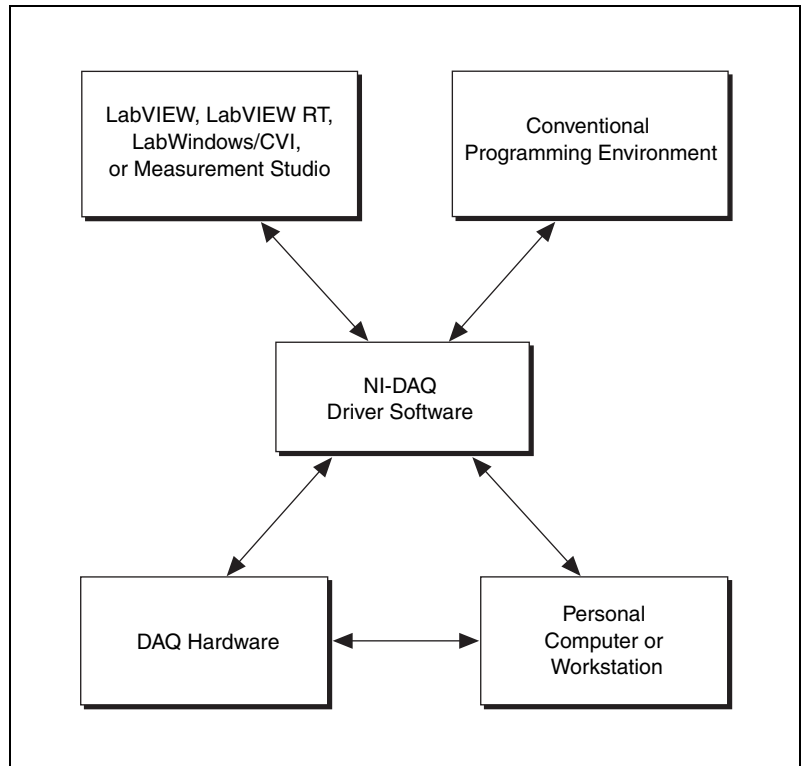 LabVIEW, LabVIEW RT,
LabWindows/CVI,
or Measurement Studio
Conventional
Programming Environment
NI-DAQ
Driver Software
DAQ Hardware
Personal
Computer or
Workstation